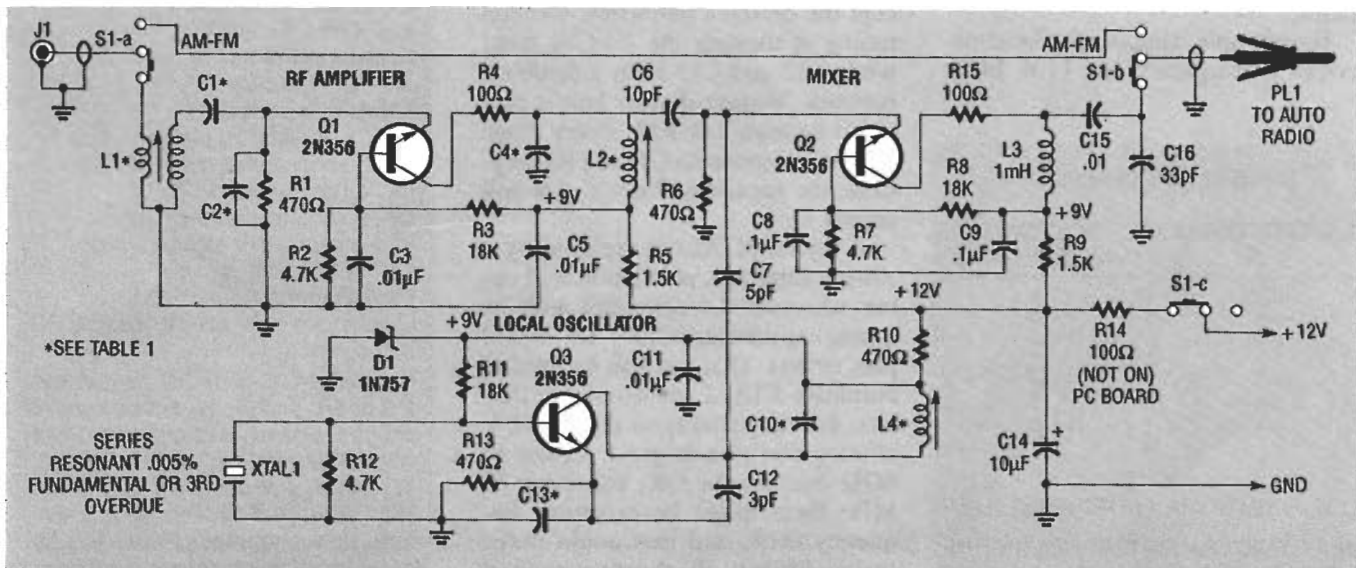 J1
S1-a
AM-FM
RF AMPLIFIER
C1*
L1*
C2*
R1
470Ω
R2
4.7K
Q1
2N356
C3
.01µF
R4
100Ω
C4*
R3
18K
+9V
C5
.01µF
L2*
R5
1.5K
C6
10pF
R6
470Ω
C7
5pF
MIXER
Q2
2N356
C8
.1µF
R7
4.7K
R15
100Ω
R8
18K
C9
.1µF
L3
1mH
+9V
R9
1.5K
AM-FM
S1-b
C15
.01
C16
33pF
PL1
TO AUTO
RADIO
*SEE TABLE 1
+9V
LOCAL OSCILLATOR
D1
1N757
R11
18K
Q3
2N356
C11
.01µF
+12V
R10
470Ω
C10*
L4*
R14
100Ω
(NOT ON)
PC BOARD
S1-c
+12V
SERIES
RESONANT .005%
FUNDAMENTAL OR 3RD
OVERDUE
XTAL1
R12
4.7K
R13
470Ω
C13*
C12
3pF
C14
10µF
+
GND